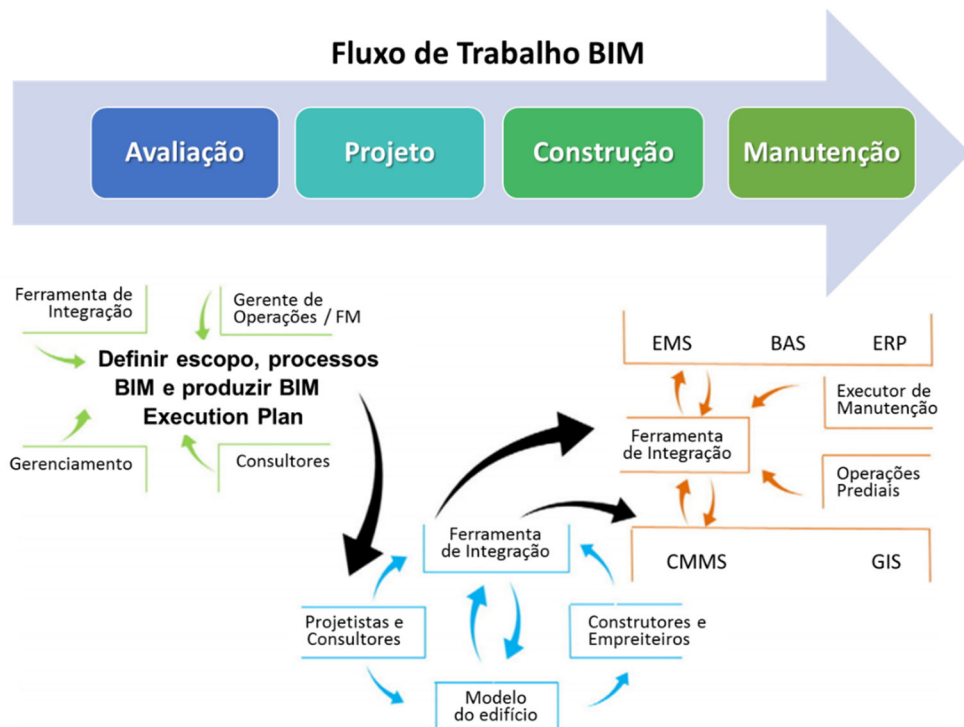 Fluxo de Trabalho BIM
Avaliação
Projeto
Construção
Manutenção
Ferramenta de
Integração
Gerente de
Operações / FM
Definir escopo, processos
BIM e produzir BIM
Execution Plan
Gerenciamento
Consultores
Ferramenta
de Integração
Projetistas e
Consultores
Construtores e
Empreiteiros
Modelo
do edifício
EMS BAS ERP
Executor de
Manutenção
Ferramenta
de Integração
Operações
Prediais
CMMS GIS